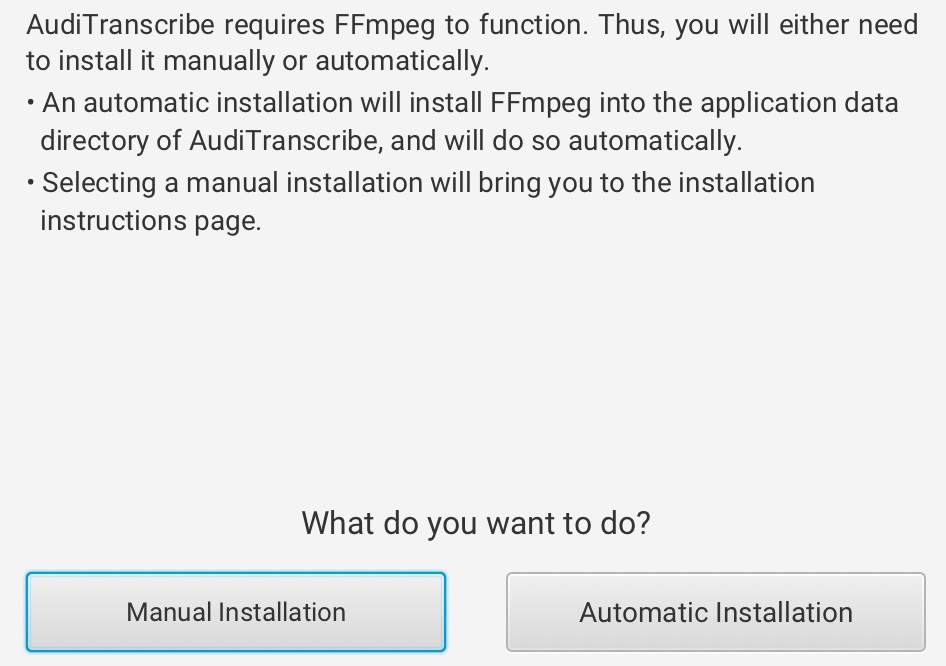 AudiTranscribe requires FFmpeg to function. Thus, you will either need
to install it manually or automatically.
• An automatic installation will install FFmpeg into the application data
directory of AudiTranscribe, and will do so automatically.
• Selecting a manual installation will bring you to the installation
instructions page.
What do you want to do?
Manual Installation
Automatic Installation